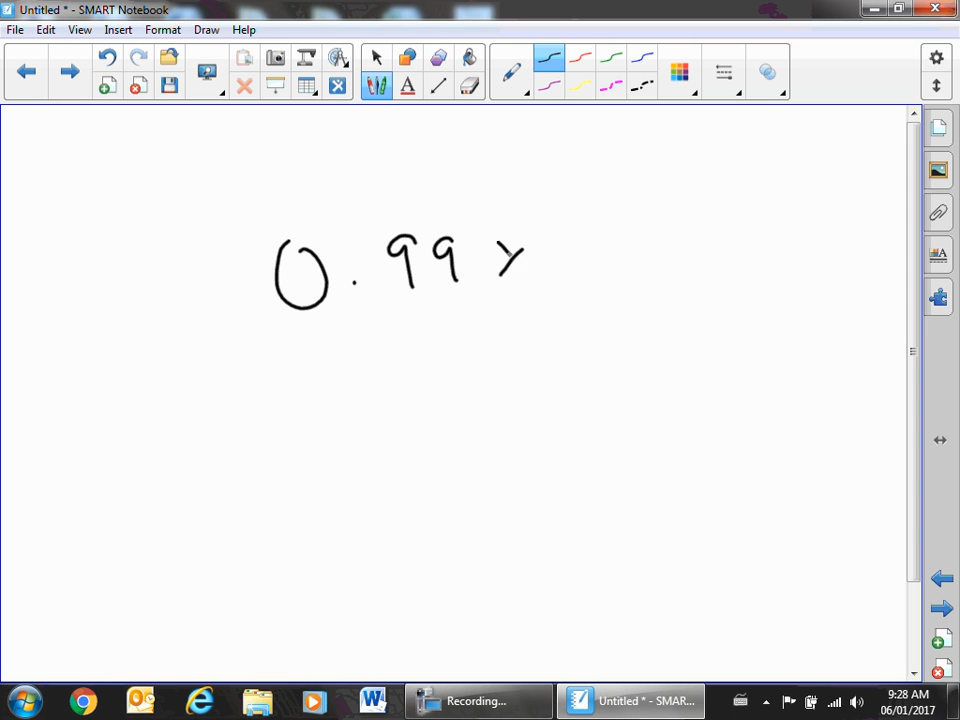 Untitled * - SMART Notebook
File Edit View Insert Format Draw Help
0.99 x
Recording...
Untitled * - SMAR...
9:28 AM
06/01/2017